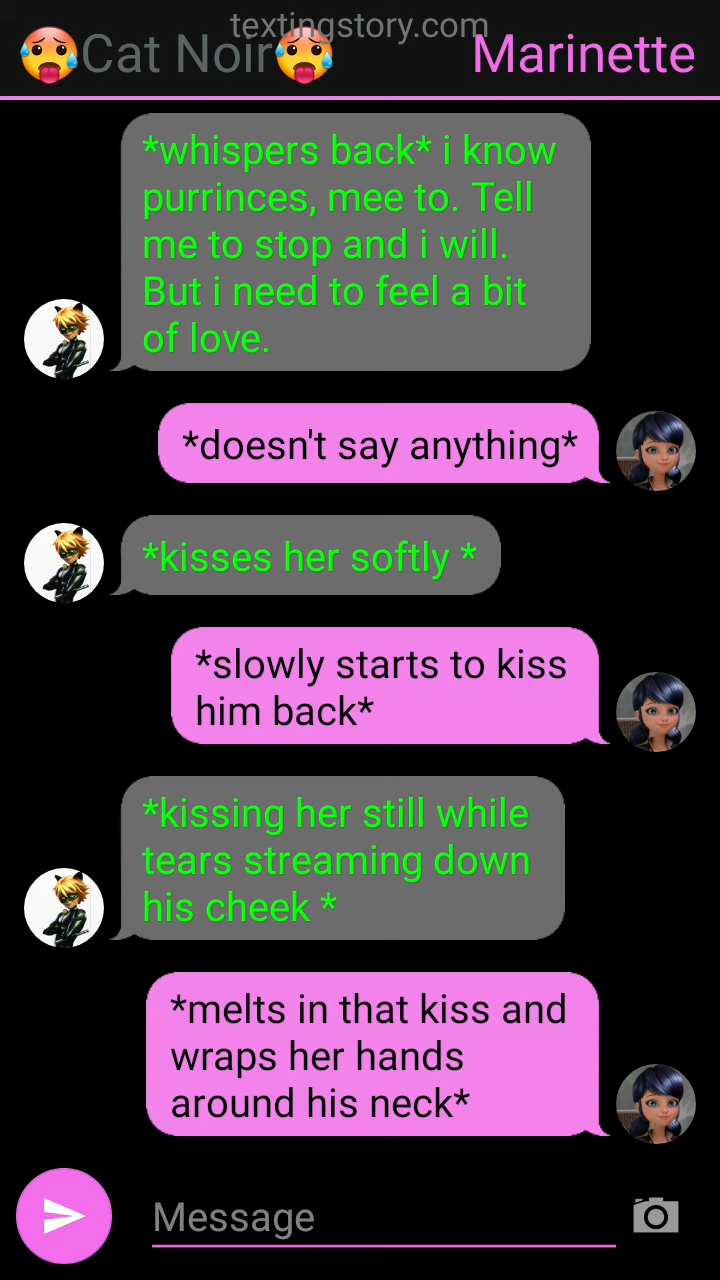 textingstory.com
🥵Cat Noir🥵 Marinette
*whispers back* i know
purrinces, mee to. Tell
me to stop and i will.
But i need to feel a bit
of love.
*doesn't say anything*
*kisses her softly *
*slowly starts to kiss
him back*
*kissing her still while
tears streaming down
his cheek *
*melts in that kiss and
wraps her hands
around his neck*
Message